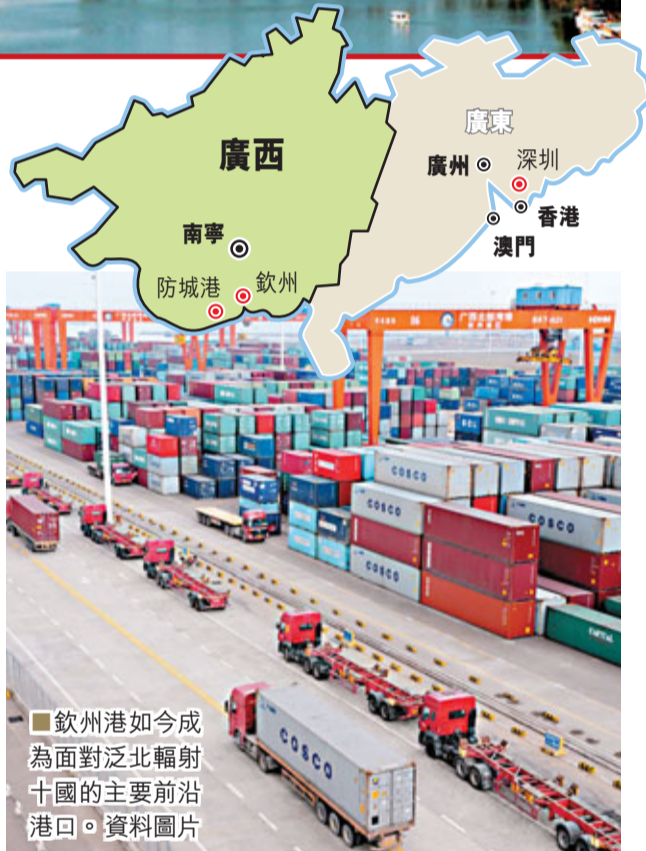 廣東
廣西
廣州
深圳
香港
澳門
南寧
防城港
欽州
COSCO
COSCO
COSCO
COSCO
COSCO
■欽州港如今成
為面對泛北輻射
十國的主要前沿
港口。資料圖片